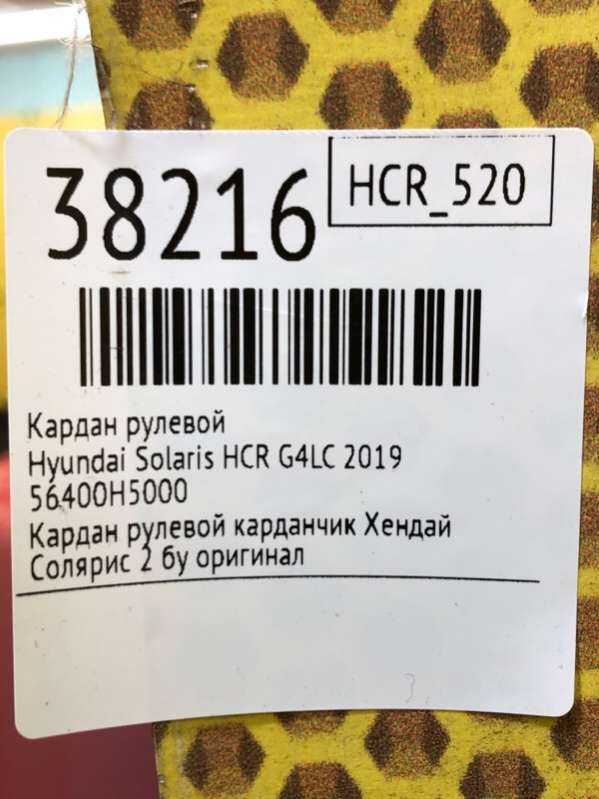 38216
HCR_520
Кардан рулевой
Hyundai Solaris HCR G4LC 2019
56400H5000
Кардан рулевой карданчик Хендай
Солярис 2 бу оригинал